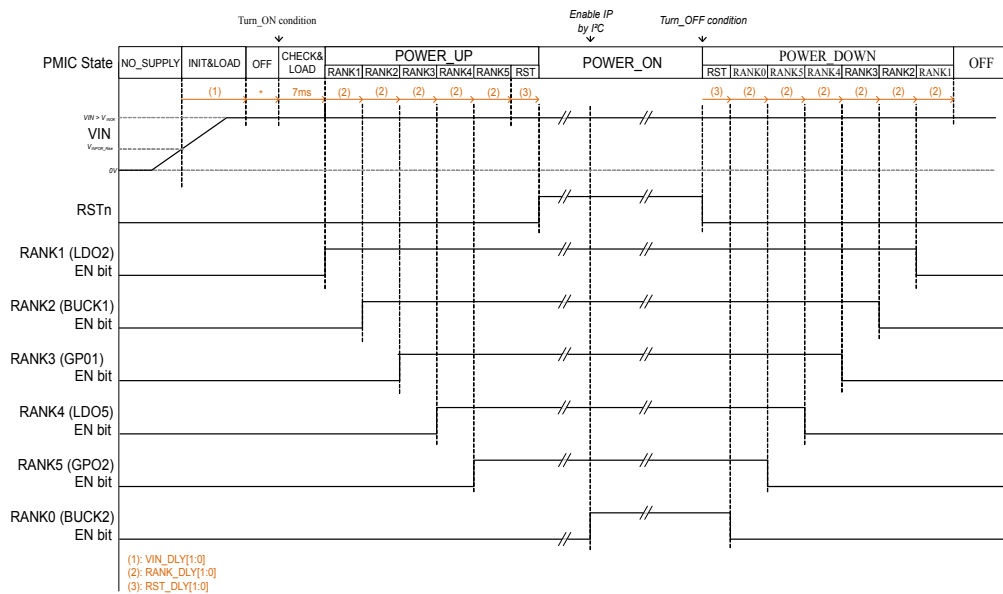 Turn_ON condition
Enable IP
by I²C
Turn_OFF condition
PMIC State
NO_SUPPLY
INIT&LOAD
OFF
CHECK&
LOAD
POWER_UP
RANK1
RANK2
RANK3
RANK4
RANK5
RST
POWER_ON
POWER_DOWN
RST
RANK0
RANK5
RANK4
RANK3
RANK2
RANK1
OFF
(1)
*
7ms
(2)
(2)
(2)
(2)
(2)
(3)
(3)
(2)
(2)
(2)
(2)
(2)
(2)
VIN
0V
RSTn
RANK1 (LDO2)
EN bit
RANK2 (BUCK1)
EN bit
RANK3 (GP01)
EN bit
RANK4 (LDO5)
EN bit
RANK5 (GPO2)
EN bit
RANK0 (BUCK2)
EN bit
(1): VIN_DLY[1:0]
(2): RANK_DLY[1:0]
(3): RST_DLY[1:0]